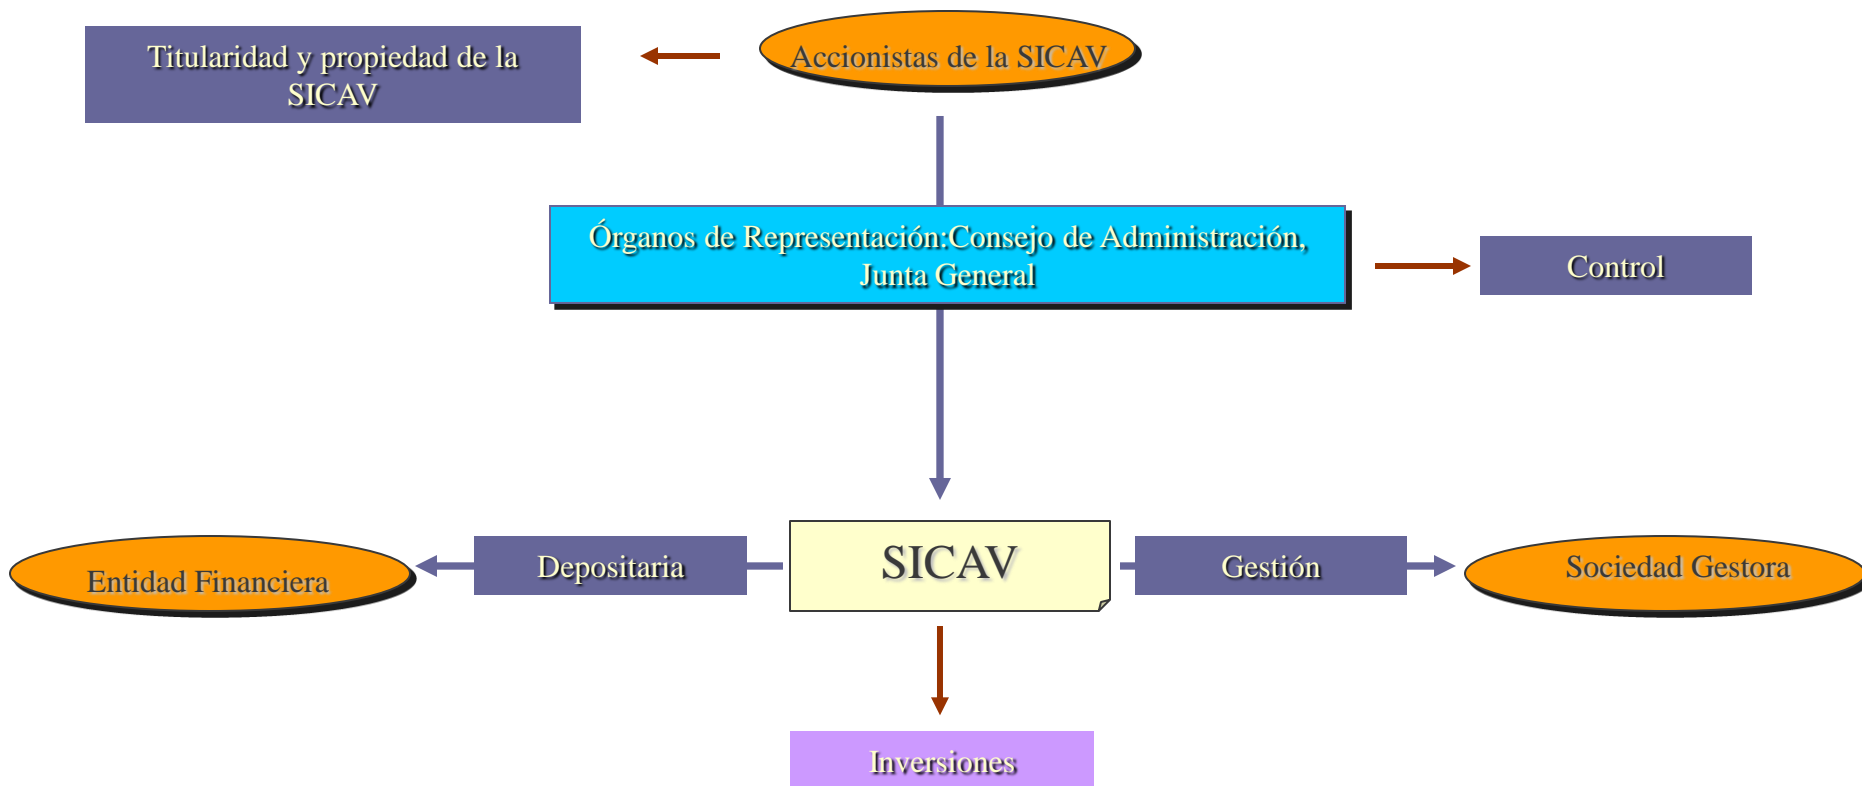 Titularidad y propiedad de la
SICAV
Accionistas de la SICAV
Órganos de Representación:Consejo de Administración,
Junta General
Control
Entidad Financiera
Depositaria
SICAV
Gestión
Sociedad Gestora
Inversiones